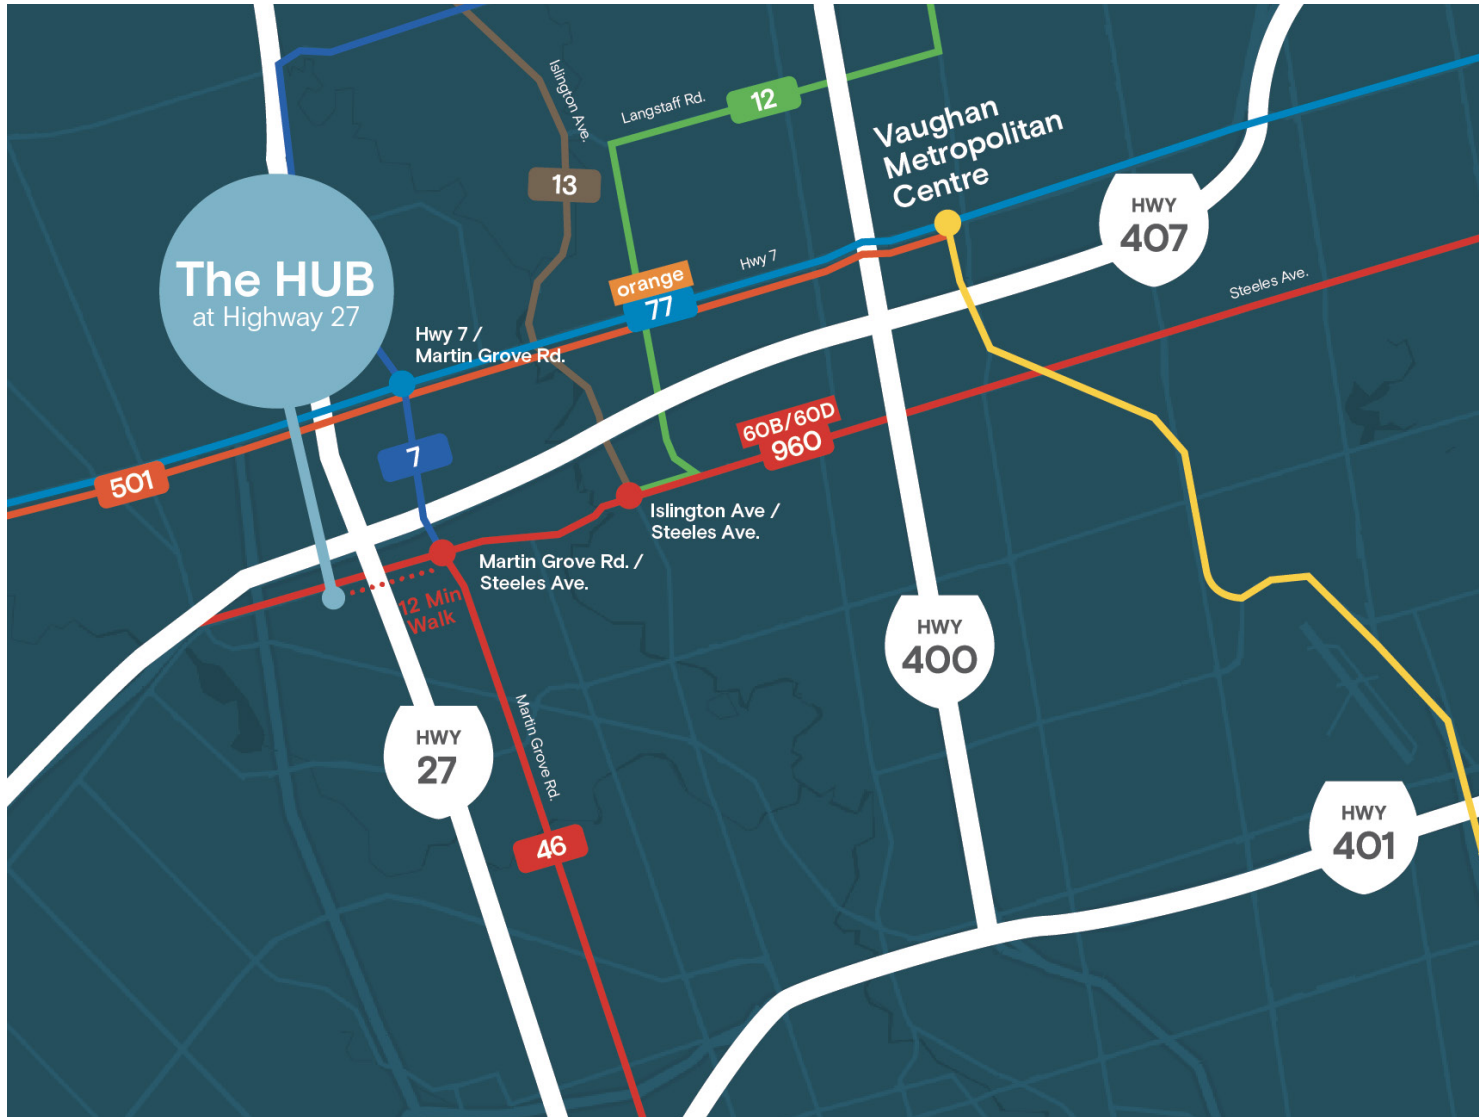 Islington Ave.
Langstaff Rd.
12
Vaughan
Metropolitan
Centre
13
HWY
407
The HUB
at Highway 27
orange
77
Hwy 7
Steeles Ave.
Hwy 7 /
Martin Grove Rd.
60B/60D
960
7
501
Islington Ave /
Steeles Ave.
Martin Grove Rd. /
Steeles Ave.
12 Min
Walk
HWY
400
Martin Grove Rd.
HWY
27
HWY
401
46